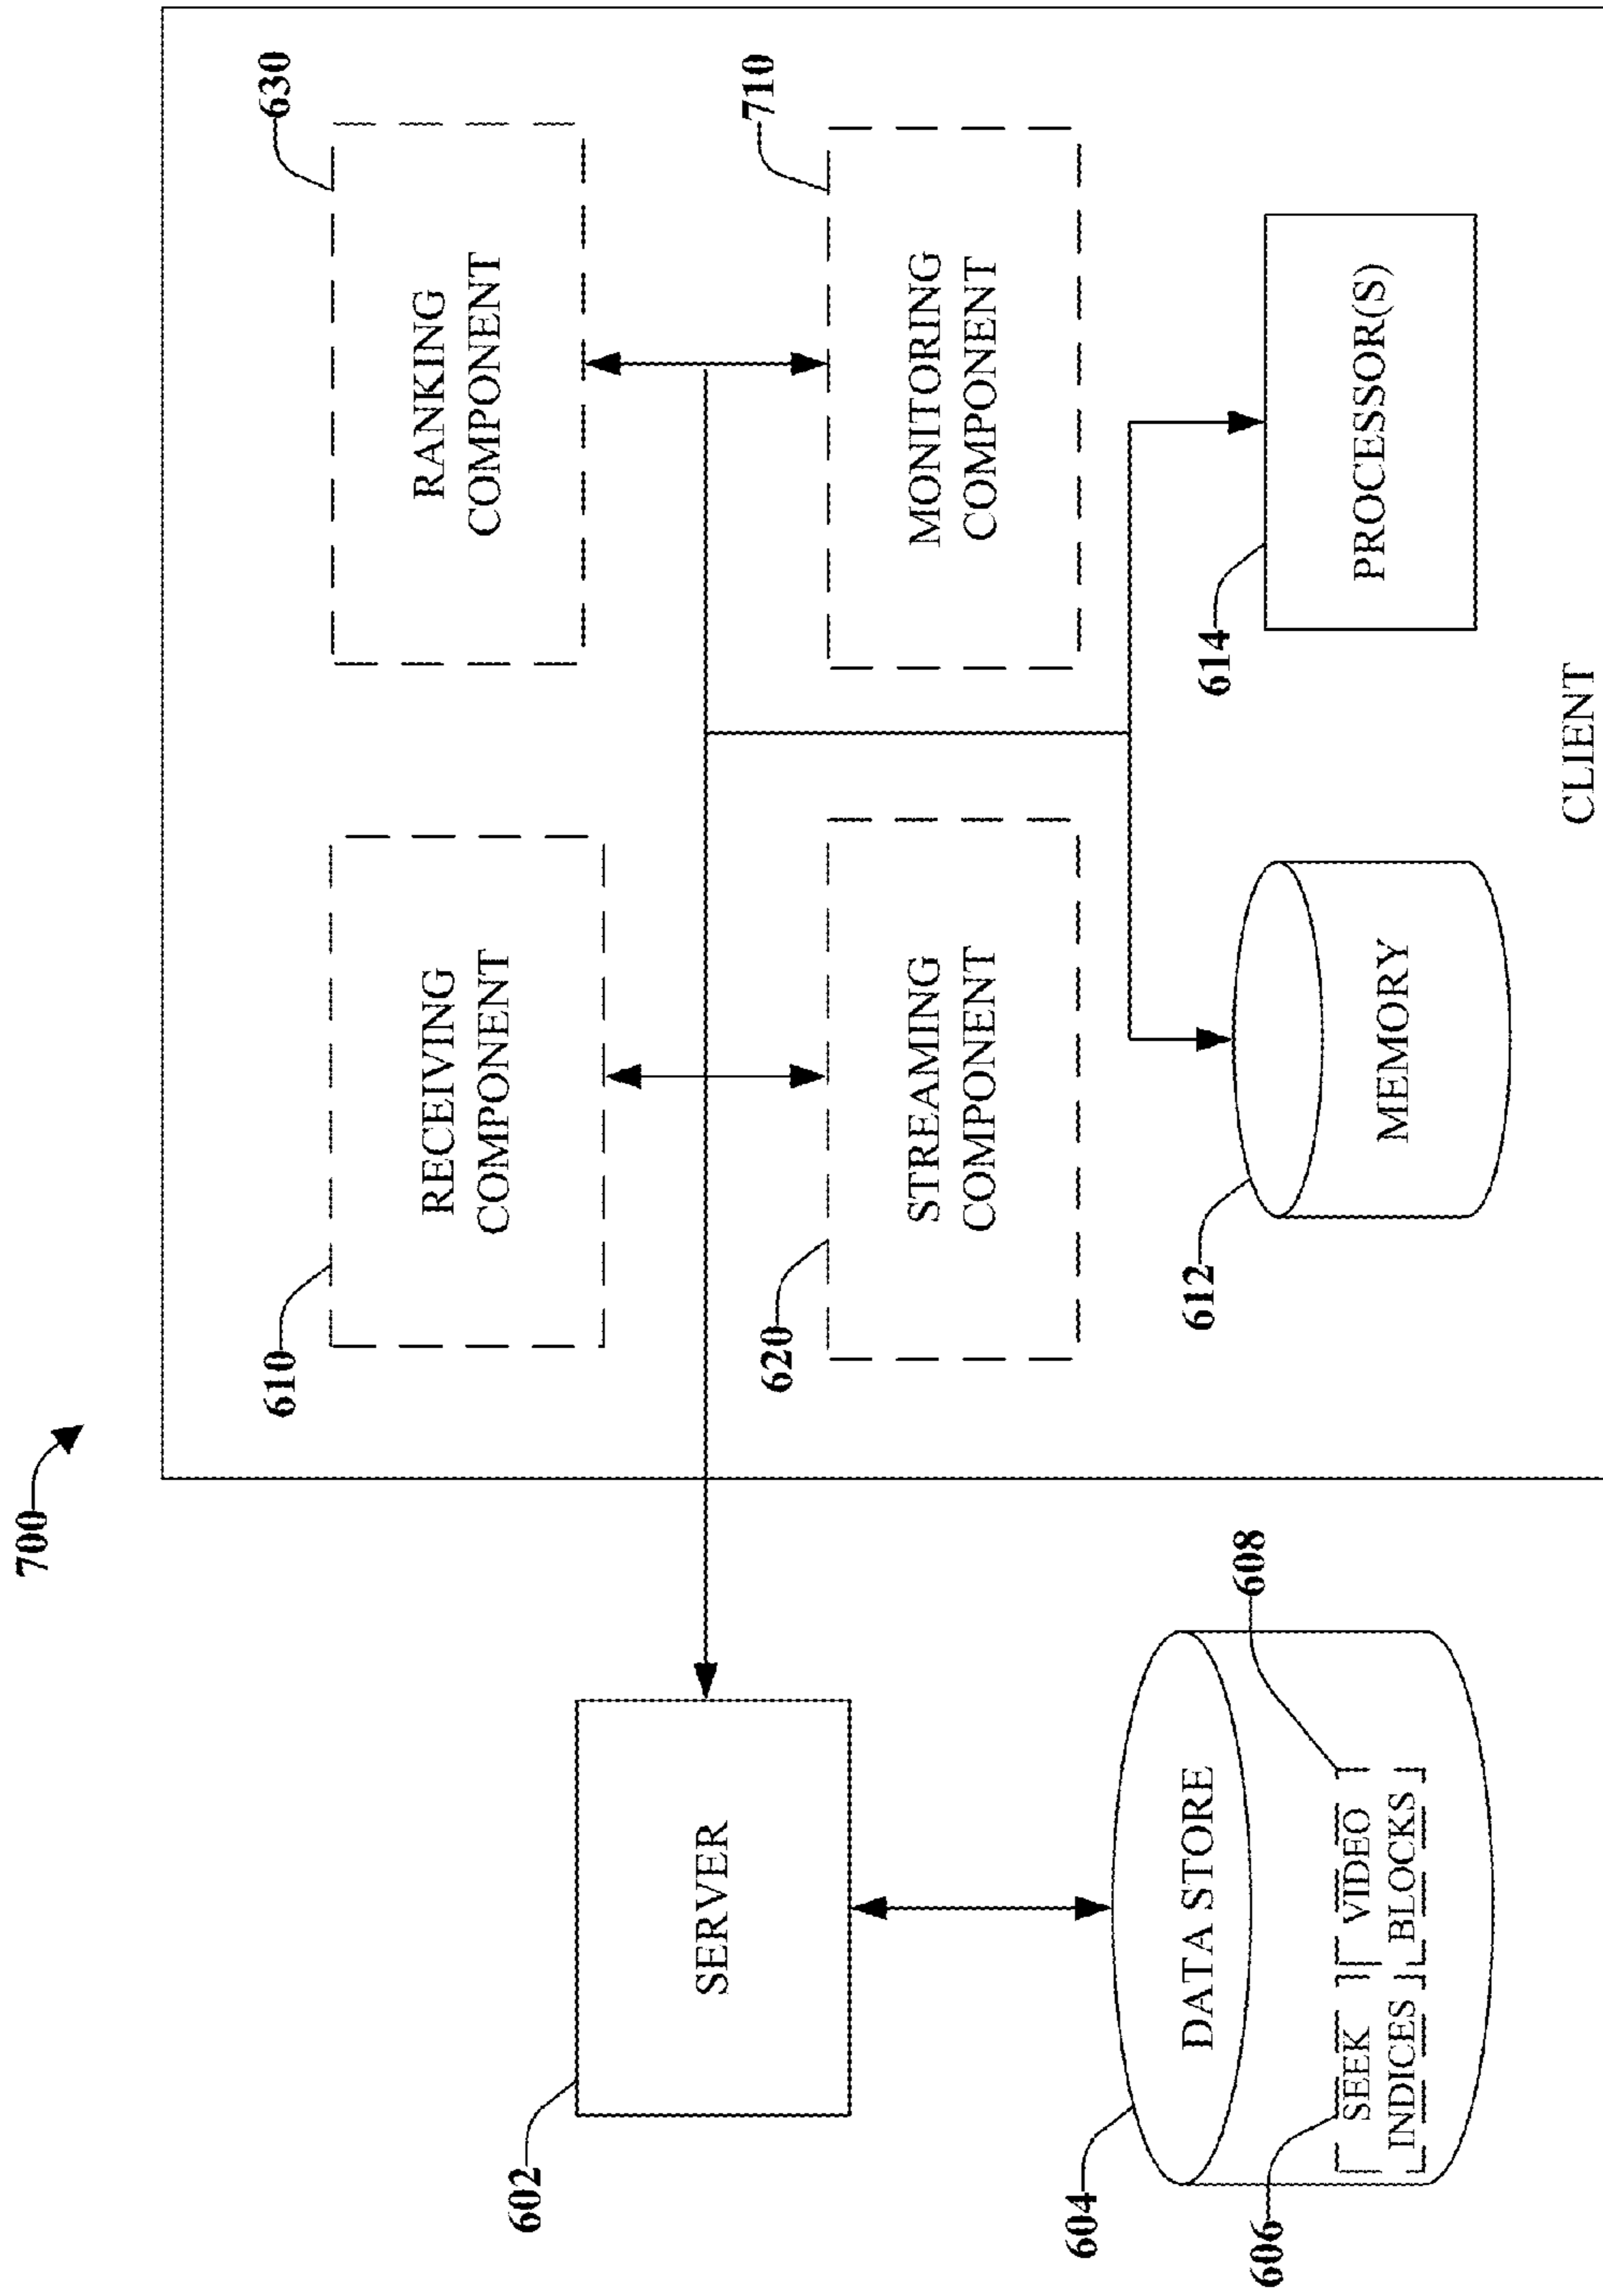 700
610
RECEIVING
COMPONENT
630
RANKING
COMPONENT
602
SERVER
620
STREAMING
COMPONENT
710
MONITORING
COMPONENT
604
DATA STORE
606
SEEK
INDICES
608
VIDEO
BLOCKS
612
MEMORY
614
PROCESSOR(S)
CLIENT